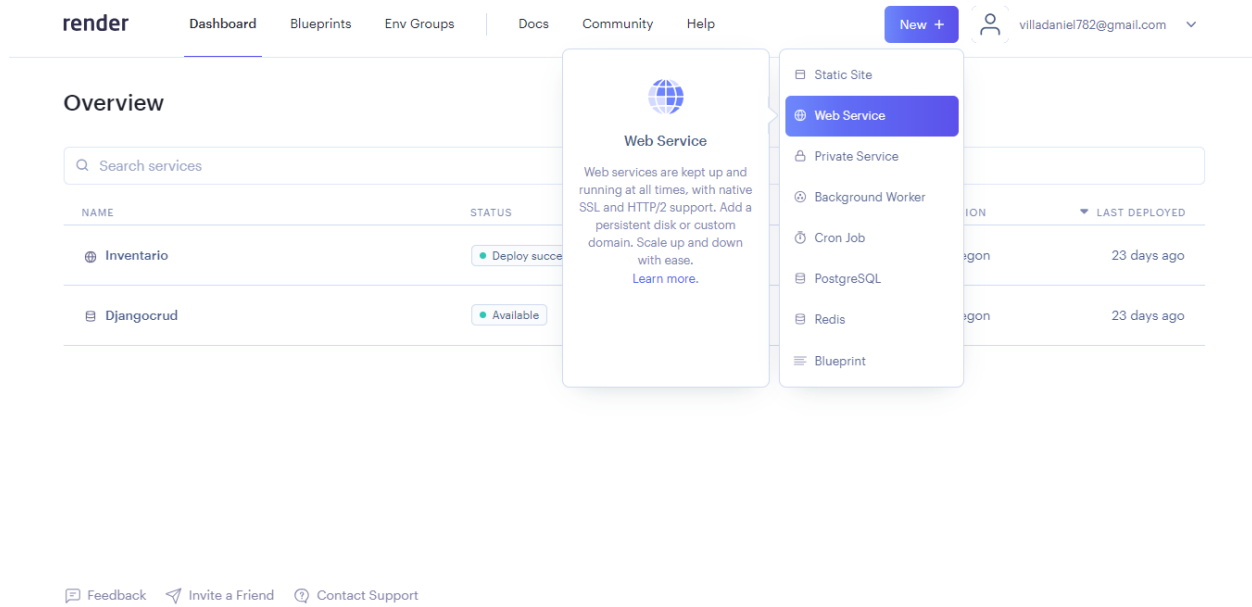 render Dashboard Blueprints Env Groups Docs Community Help New + villadaniel782@gmail.com
Overview
Search services
NAME STATUS ION LAST DEPLOYED
Inventario Deploy succe egon 23 days ago
Djangocrud Available egon 23 days ago
Web Service
Web services are kept up and
running at all times, with native
SSL and HTTP/2 support. Add a
persistent disk or custom
domain. Scale up and down
with ease.
Learn more.
Static Site
Web Service
Private Service
Background Worker
Cron Job
PostgreSQL
Redis
Blueprint
Feedback Invite a Friend Contact Support